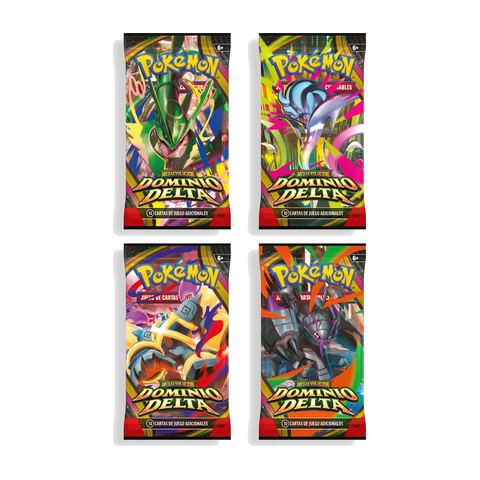 6+
POKÉMON
MEGAEVOLUCIÓN
DOMINIO
DELTA
10 CARTAS DE JUEGO ADICIONALES
6+
POKÉMON
MEGAEVOLUCIÓN
DOMINIO
DELTA
10 CARTAS DE JUEGO ADICIONALES
6+
POKÉMON
JUEGO DE CARTAS
MEGAEVOLUCIÓN
DOMINIO
DELTA
10 CARTAS DE JUEGO ADICIONALES
6+
POKÉMON
MEGAEVOLUCIÓN
DOMINIO
DELTA
10 CARTAS DE JUEGO ADICIONALES